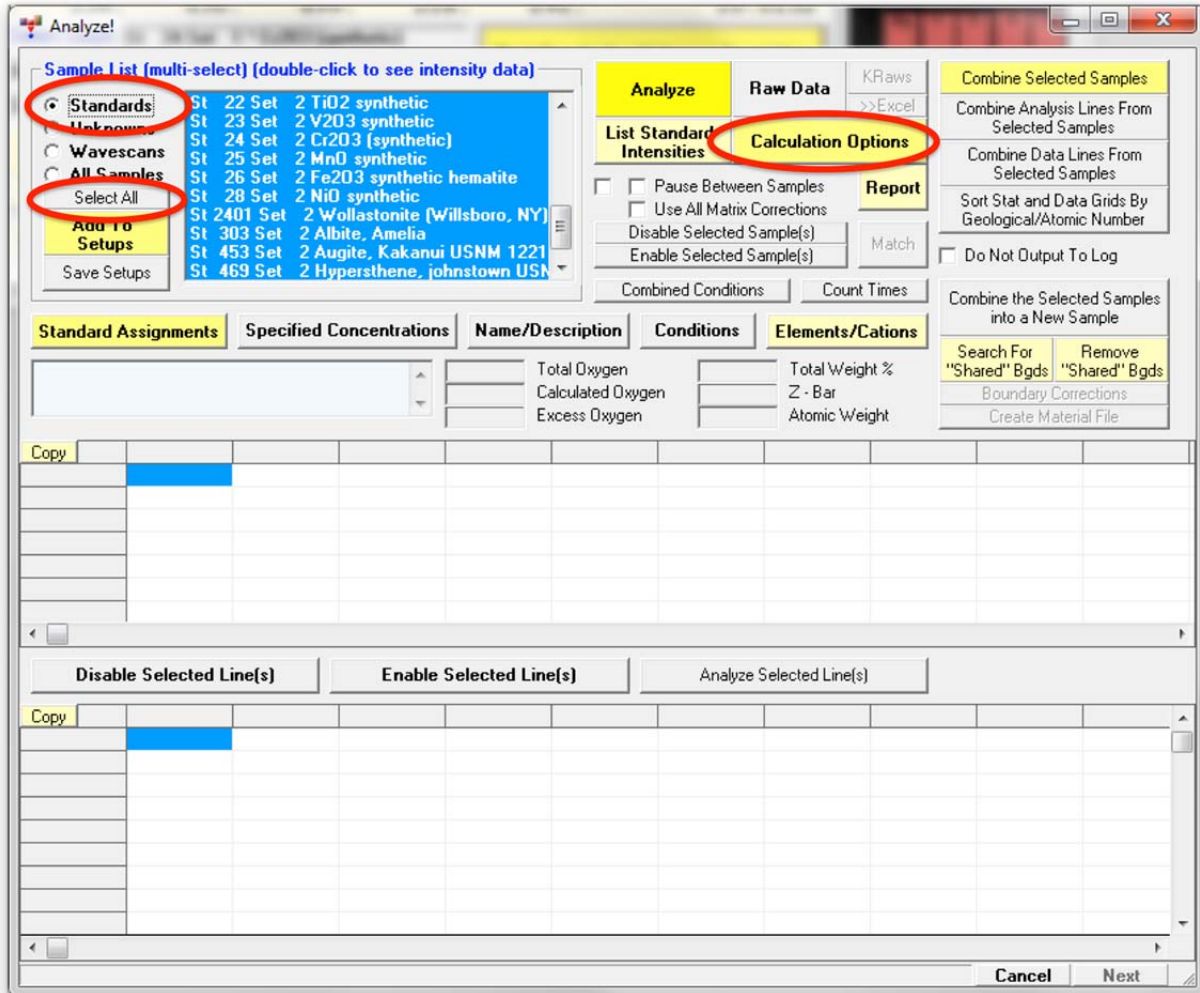 Analyze!
Sample List (multi-select) (double-click to see intensity data)
Standards
Unknowns
Wavescans
All Samples
Select All
Add To
Setups
Save Setups
St 22 Set 2 TiO2 synthetic
St 23 Set 2 V2O3 synthetic
St 24 Set 2 Cr2O3 (synthetic)
St 25 Set 2 MnO synthetic
St 26 Set 2 Fe2O3 synthetic hematite
St 28 Set 2 NiO synthetic
St 2401 Set 2 Wollastonite (Willsboro, NY)
St 303 Set 2 Albite, Amelia
St 453 Set 2 Augite, Kakanui USNM 1221
St 469 Set 2 Hypersthene, johnstown USN
Analyze
Raw Data
KRaws
>>Excel
List Standard
Intensities
Calculation Options
Pause Between Samples
Use All Matrix Corrections
Report
Disable Selected Sample(s)
Enable Selected Sample(s)
Match
Combined Conditions
Count Times
Combine Selected Samples
Combine Analysis Lines From
Selected Samples
Combine Data Lines From
Selected Samples
Sort Stat and Data Grids By
Geological/Atomic Number
Do Not Output To Log
Combine the Selected Samples
into a New Sample
Search For
"Shared" Bgds
Remove
"Shared" Bgds
Boundary Corrections
Create Material File
Standard Assignments
Specified Concentrations
Name/Description
Conditions
Elements/Cations
Total Oxygen
Calculated Oxygen
Excess Oxygen
Total Weight %
Z - Bar
Atomic Weight
Copy
Disable Selected Line(s)
Enable Selected Line(s)
Analyze Selected Line(s)
Copy
Cancel
Next